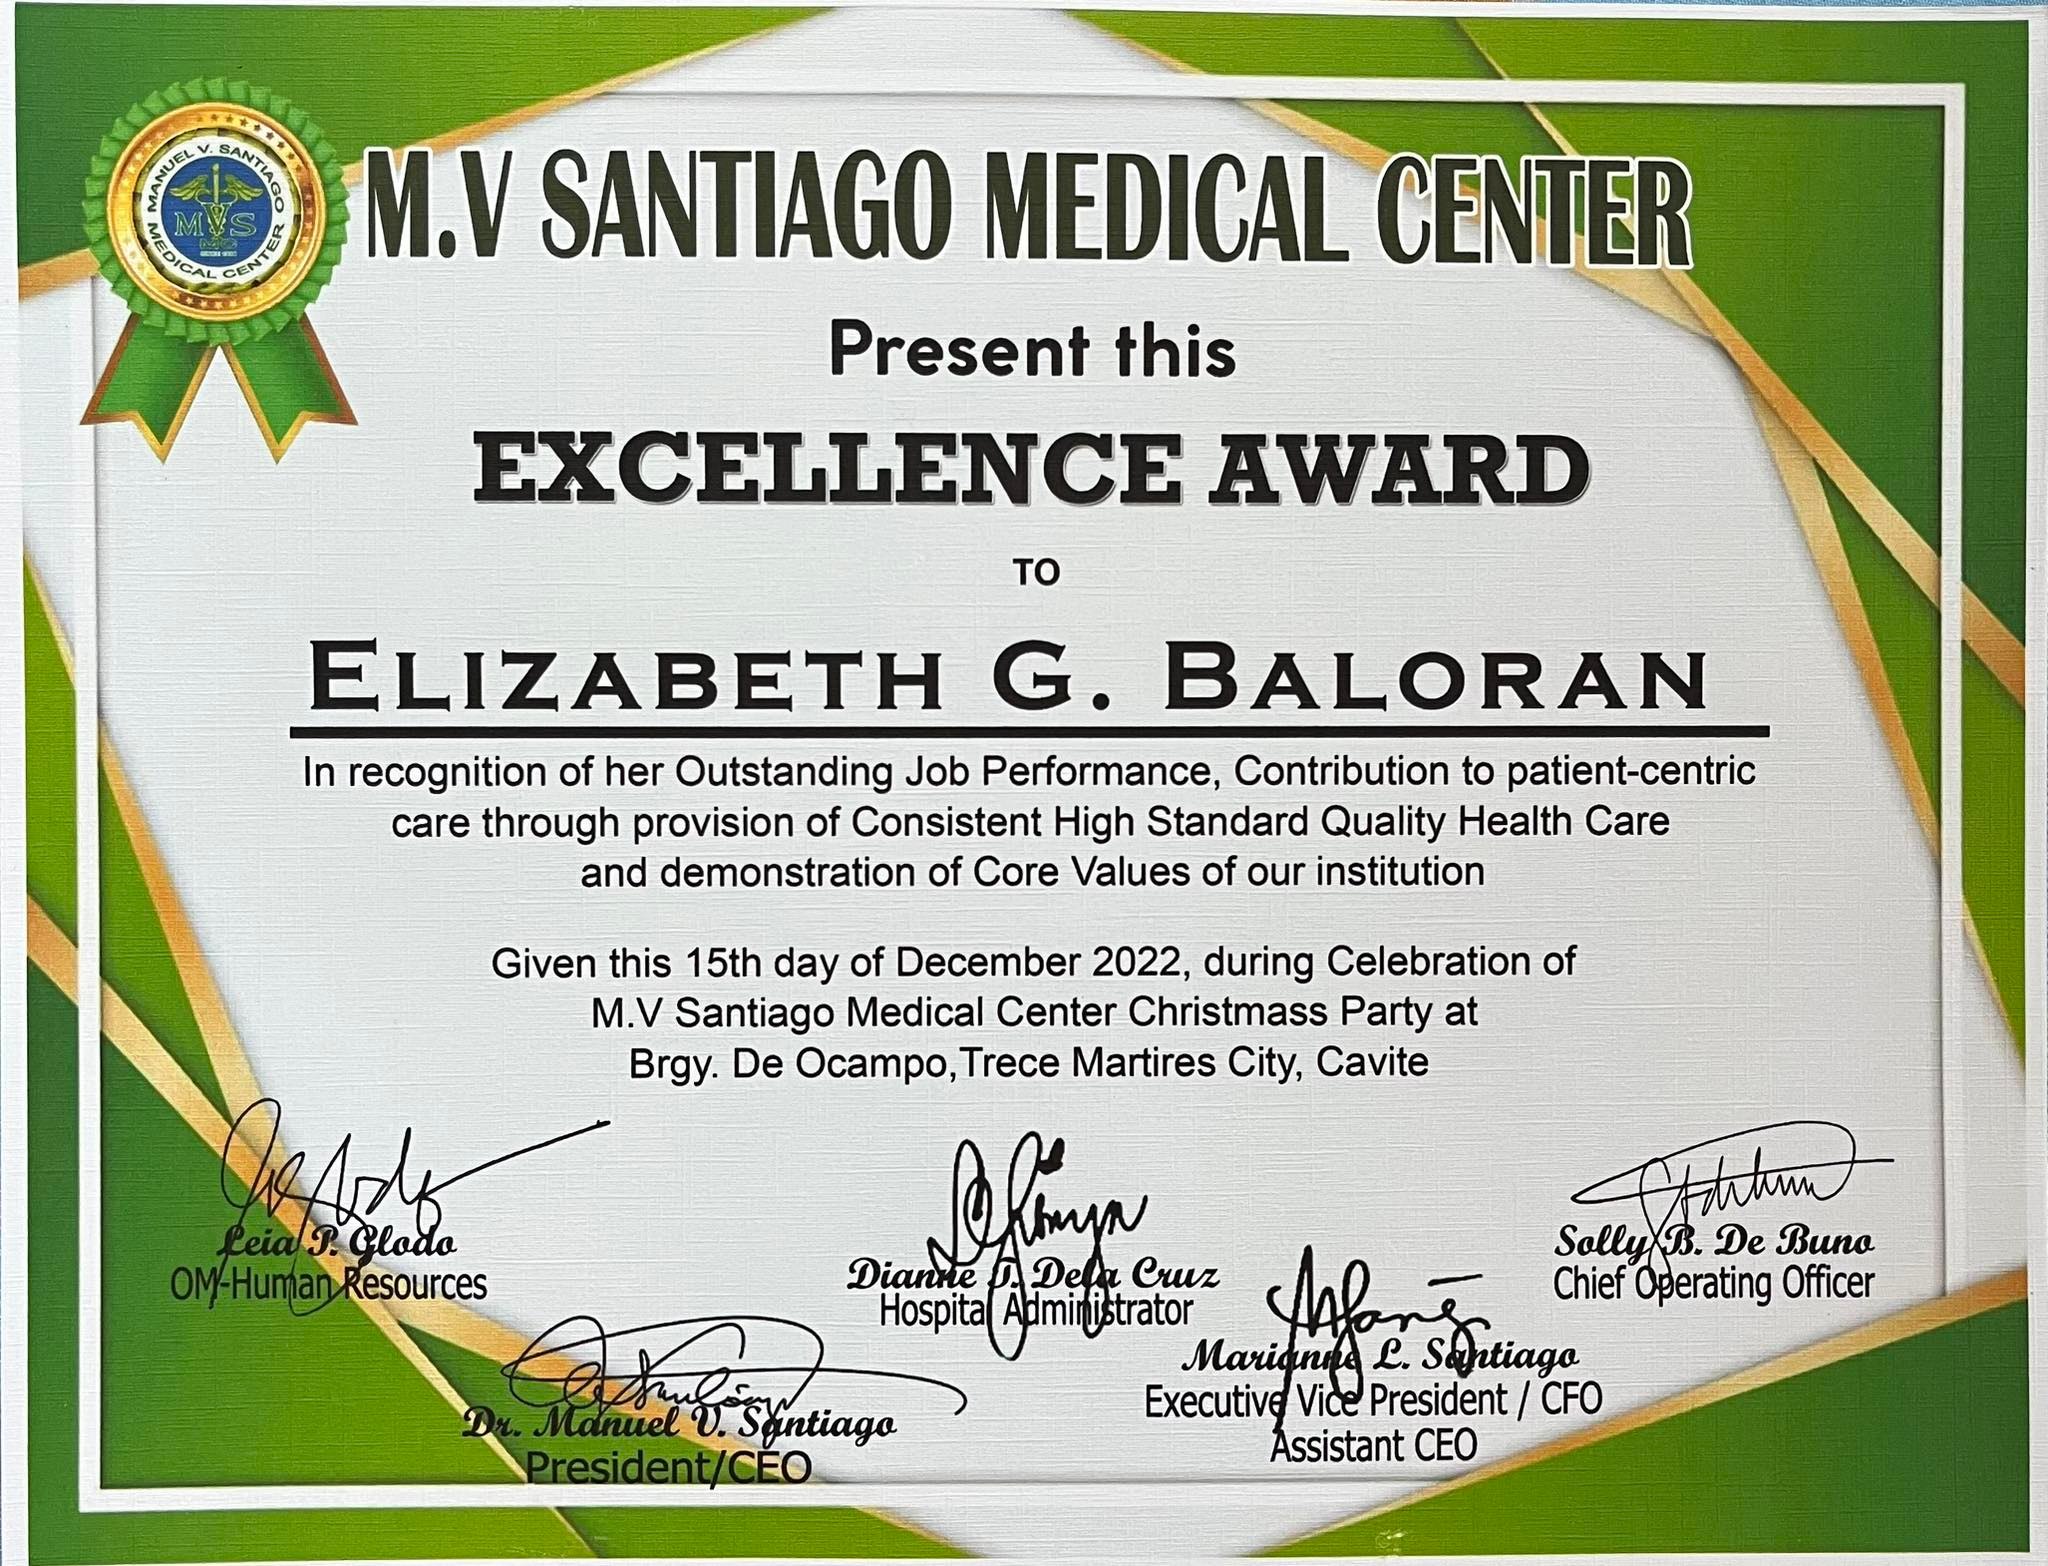 MANUEL V. SANTIAGO
MVS
MEDICAL CENTER
M.V SANTIAGO MEDICAL CENTER
Present this
EXCELLENCE AWARD
TO
ELIZABETH G. BALORAN
In recognition of her Outstanding Job Performance, Contribution to patient-centric
care through provision of Consistent High Standard Quality Health Care
and demonstration of Core Values of our institution
Given this 15th day of December 2022, during Celebration of
M.V Santiago Medical Center Christmass Party at
Brgy. De Ocampo,Trece Martires City, Cavite
Leia P. Glodo
OM-Human Resources
Dianne T. Dela Cruz
Hospital Administrator
Solly B. De Buno
Chief Operating Officer
Dr. Manuel V. Santiago
President/CEO
Marianne L. Santiago
Executive Vice President / CFO
Assistant CEO